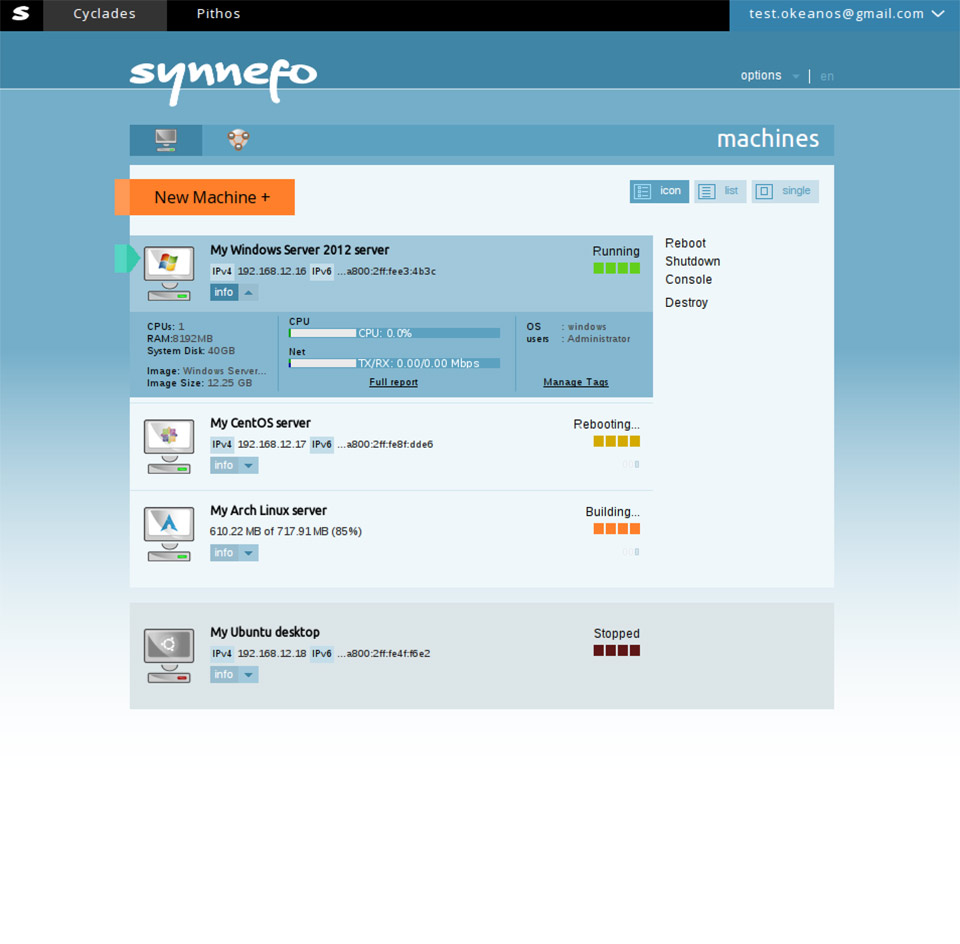 S Cyclades Pithos test.okeanos@gmail.com
synnefo
options | en
machines
New Machine +
icon list single
My Windows Server 2012 server
IPv4 192.168.12.16 IPv6 ...a800:2ff:fee3:4b3c
info
Running
Reboot
Shutdown
Console
Destroy
CPUs: 1
RAM:8192MB
System Disk: 40GB
Image: Windows Server...
Image Size: 12.25 GB
CPU
CPU: 0.0%
Net
TX/RX: 0.00/0.00 Mbps
Full report
OS : windows
users : Administrator
Manage Tags
My CentOS server
IPv4 192.168.12.17 IPv6 ...a800:2ff:fe8f:dde6
info
Rebooting...
My Arch Linux server
610.22 MB of 717.91 MB (85%)
info
Building...
My Ubuntu desktop
IPv4 192.168.12.18 IPv6 ...a800:2ff:fe4f:f6e2
info
Stopped